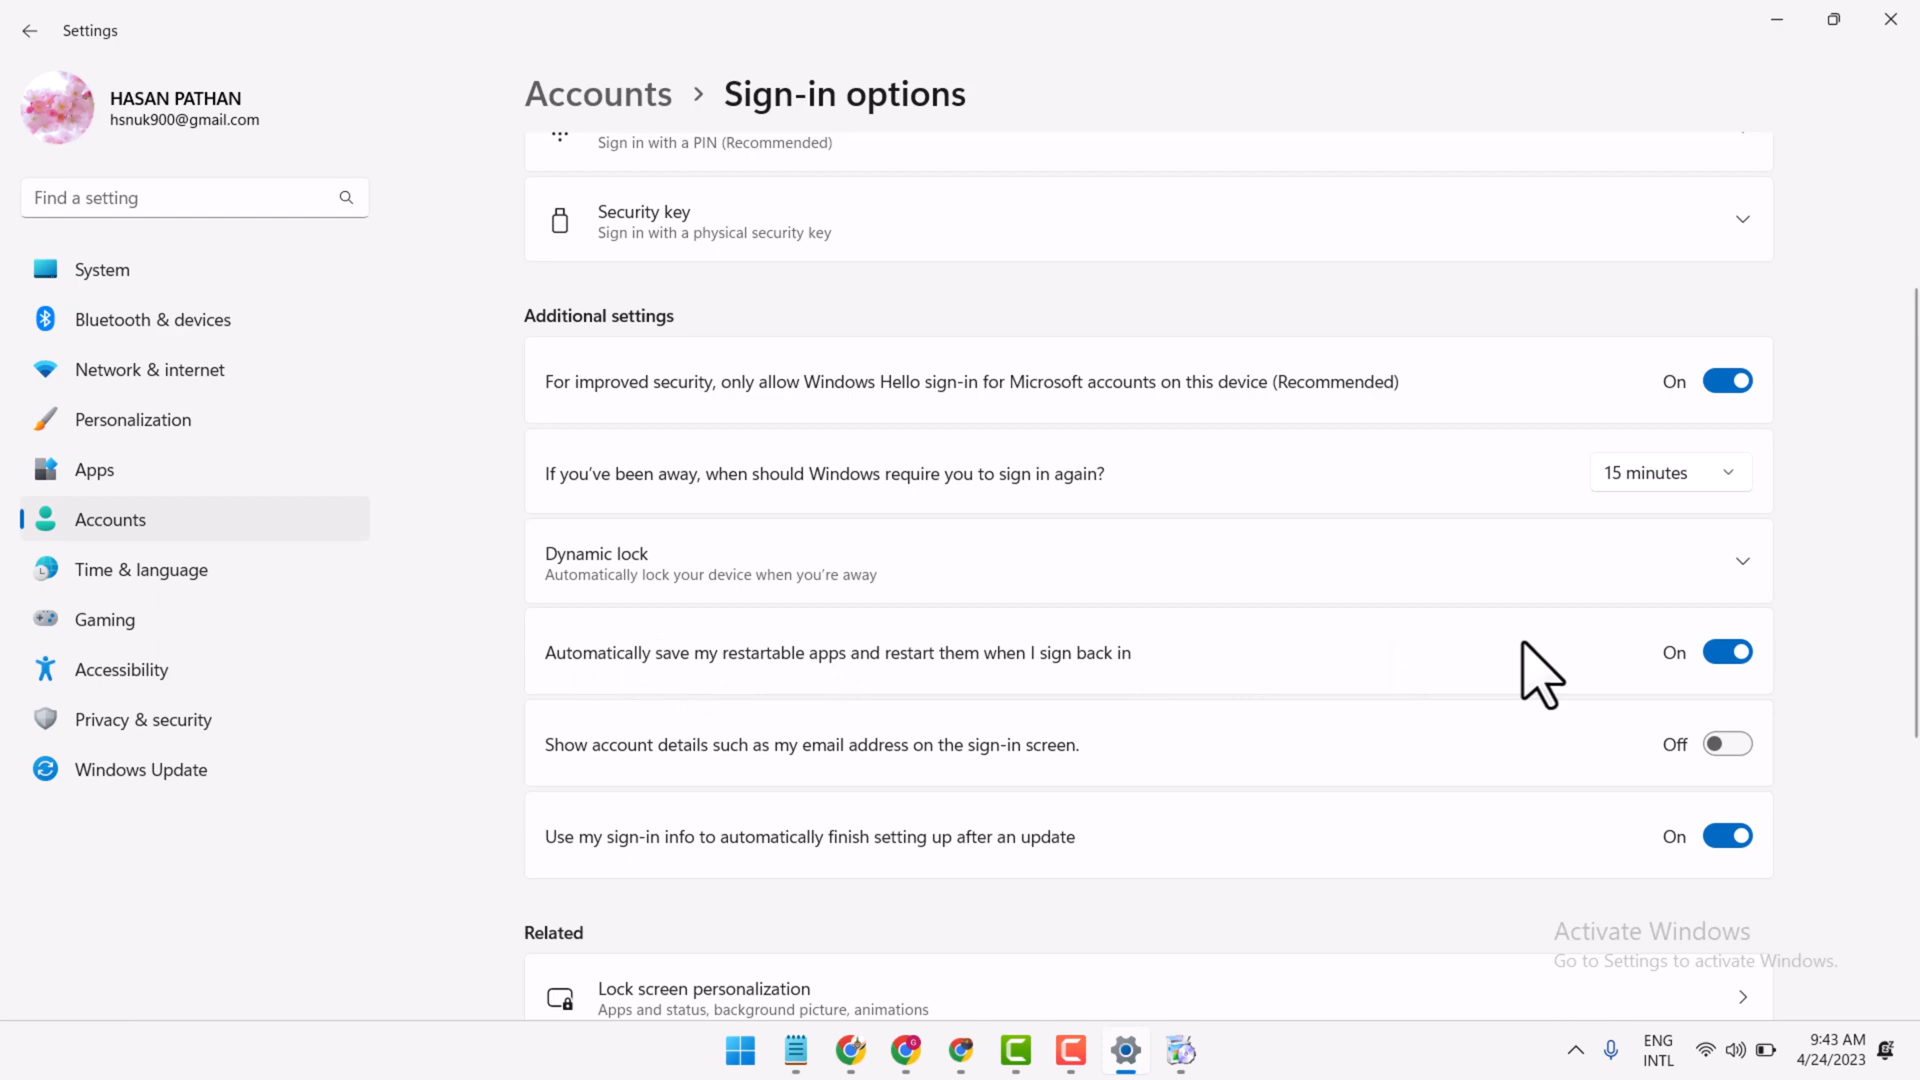 Settings
HASAN PATHAN
hsnuk900@gmail.com
Find a setting
System
Bluetooth & devices
Network & internet
Personalization
Apps
Accounts
Time & language
Gaming
Accessibility
Privacy & security
Windows Update
Accounts > Sign-in options
Sign in with a PIN (Recommended)
Security key
Sign in with a physical security key
Additional settings
For improved security, only allow Windows Hello sign-in for Microsoft accounts on this device (Recommended) On
If you've been away, when should Windows require you to sign in again? 15 minutes
Dynamic lock
Automatically lock your device when you're away
Automatically save my restartable apps and restart them when I sign back in On
Show account details such as my email address on the sign-in screen. Off
Use my sign-in info to automatically finish setting up after an update On
Related
Activate Windows
Go to Settings to activate Windows.
Lock screen personalization
Apps and status, background picture, animations
ENG
INTL
9:43 AM
4/24/2023